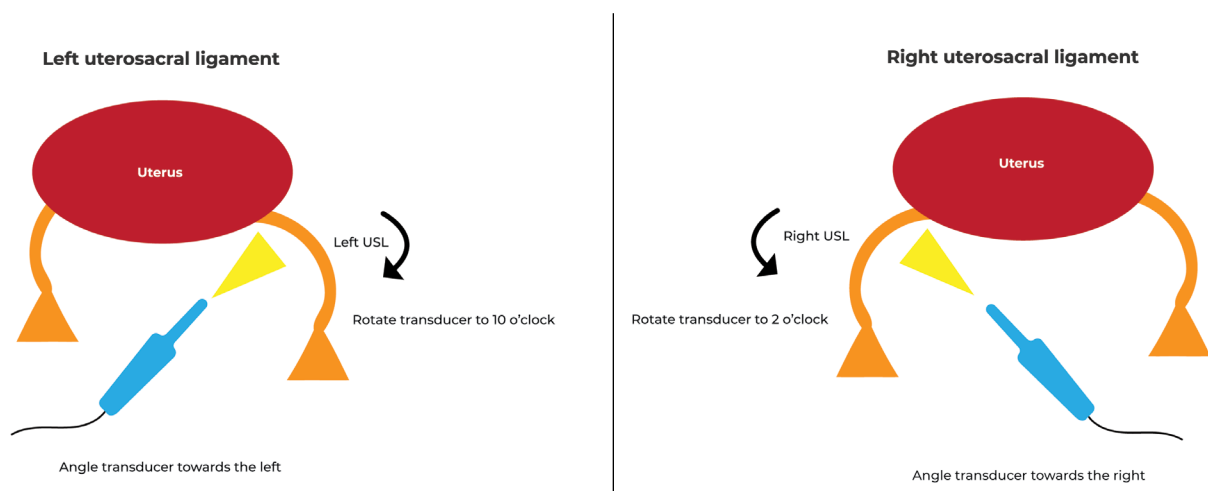 Left uterosacral ligament
Uterus
Left USL
Rotate transducer to 10 o'clock
Angle transducer towards the left
Right uterosacral ligament
Uterus
Right USL
Rotate transducer to 2 o'clock
Angle transducer towards the right